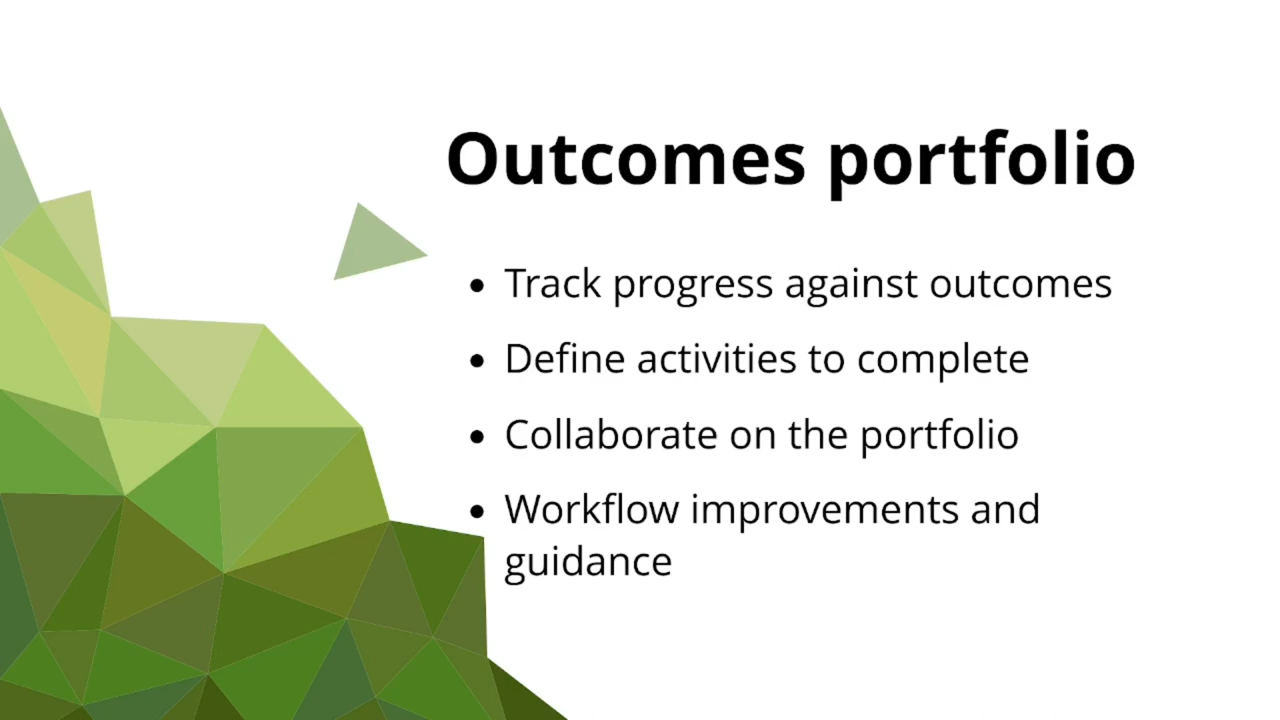 Outcomes portfolio
• Track progress against outcomes
• Define activities to complete
• Collaborate on the portfolio
• Workflow improvements and
guidance